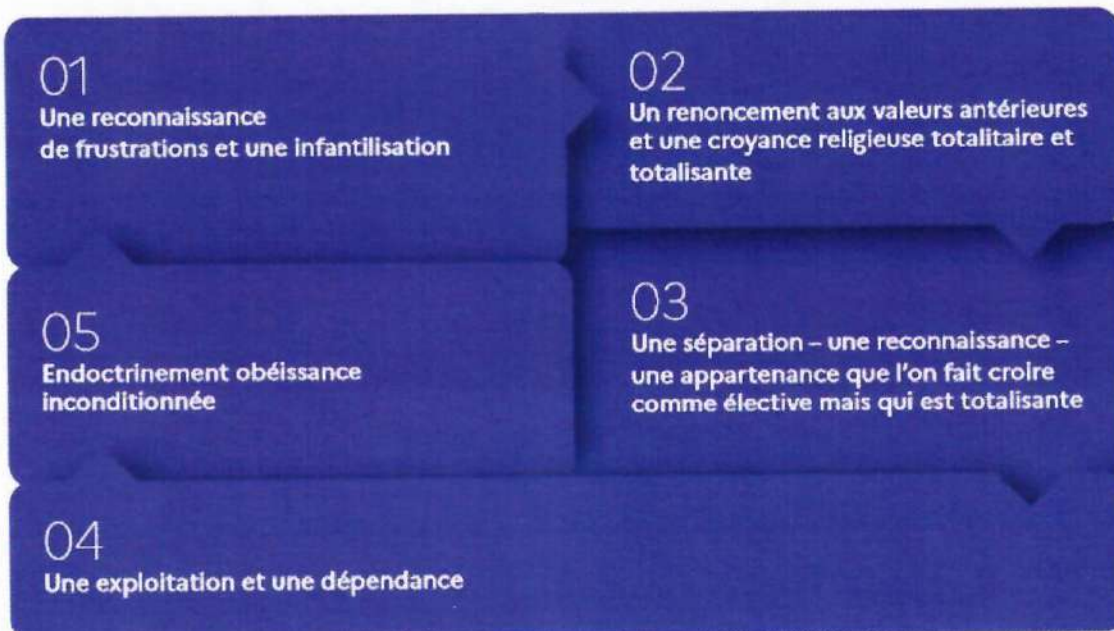 01
Une reconnaissance
de frustrations et une infantilisation
02
Un renoncement aux valeurs antérieures
et une croyance religieuse totalitaire et
totalisante
03
Une séparation – une reconnaissance –
une appartenance que l'on fait croire
comme élective mais qui est totalisante
04
Une exploitation et une dépendance
05
Endoctrinement obéissance
inconditionnée